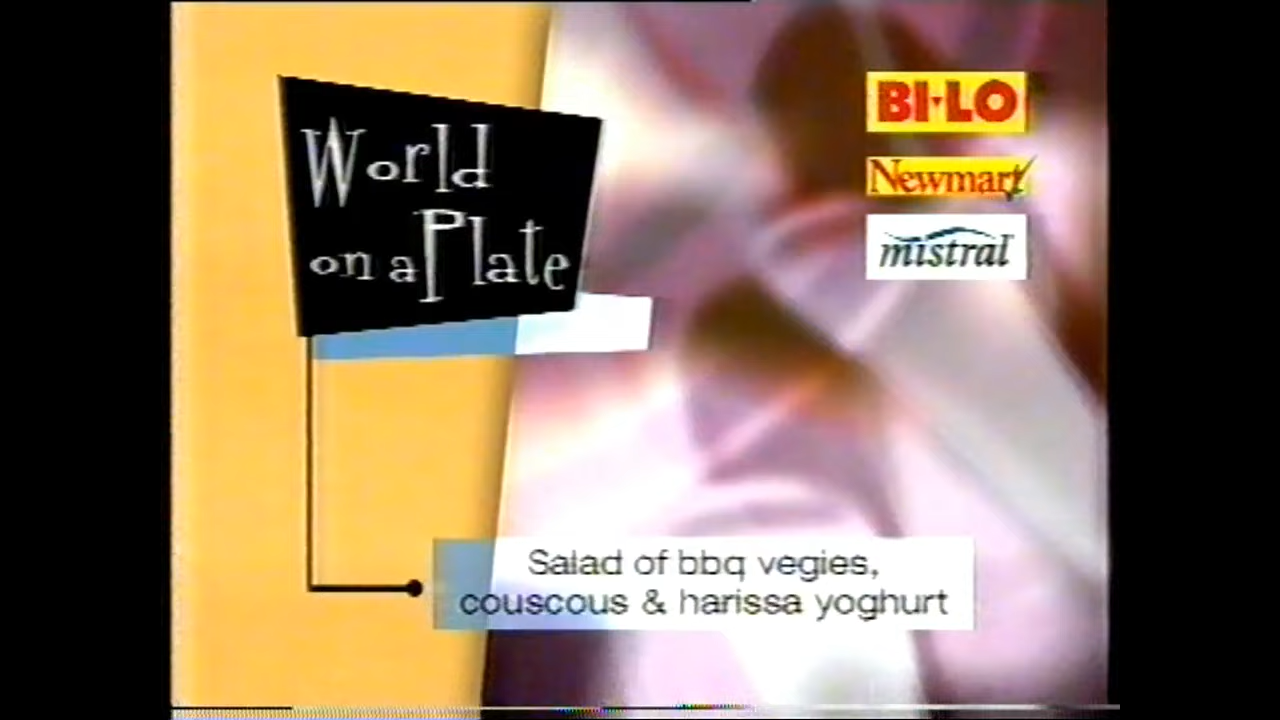 World
on a Plate
BI-LO
Newmart
mistral
Salad of bbq vegies,
couscous & harissa yoghurt